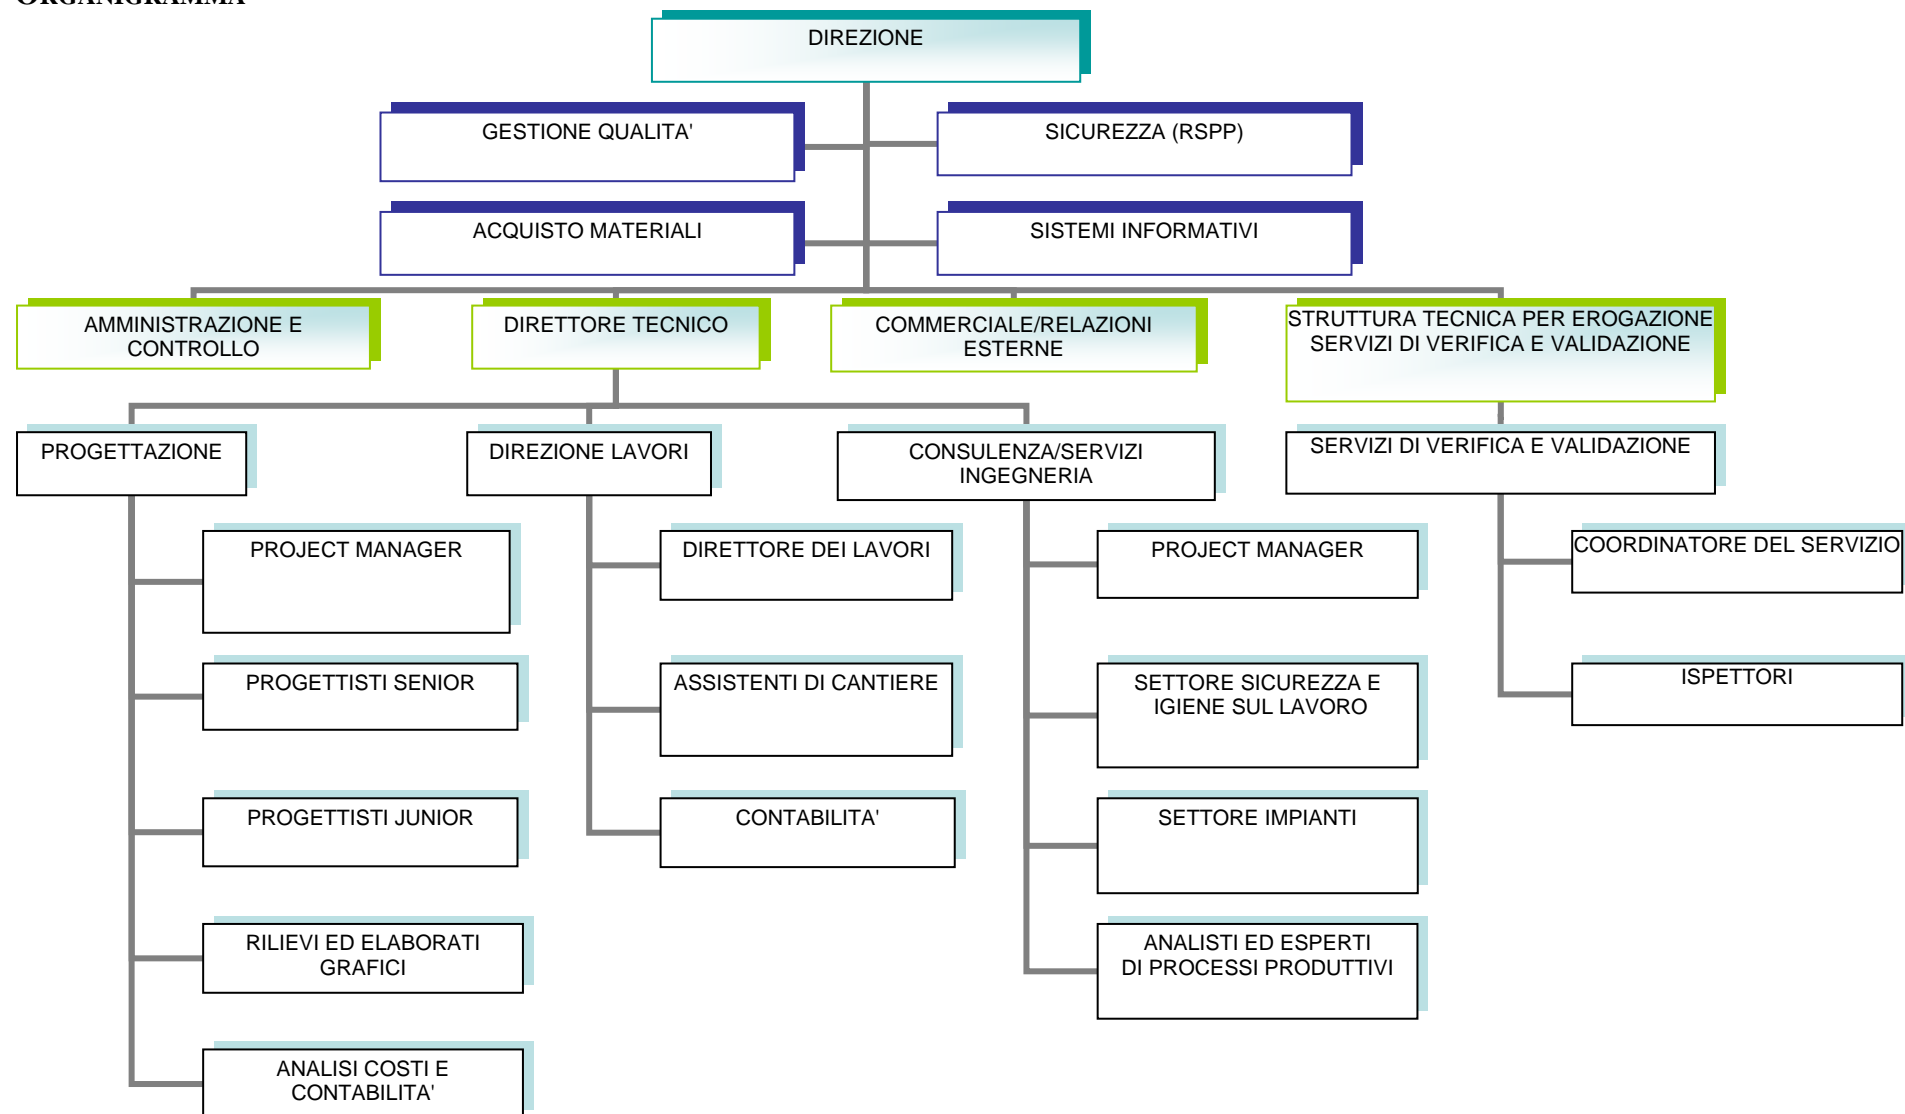 ORGANIGRAMMA
DIREZIONE
GESTIONE QUALITA'
SICUREZZA (RSPP)
ACQUISTO MATERIALI
SISTEMI INFORMATIVI
AMMINISTRAZIONE E
CONTROLLO
DIRETTORE TECNICO
COMMERCIALE/RELAZIONI
ESTERNE
STRUTTURA TECNICA PER EROGAZIONE
SERVIZI DI VERIFICA E VALIDAZIONE
PROGETTAZIONE
DIREZIONE LAVORI
CONSULENZA/SERVIZI
INGEGNERIA
SERVIZI DI VERIFICA E VALIDAZIONE
PROJECT MANAGER
PROGETTISTI SENIOR
PROGETTISTI JUNIOR
RILIEVI ED ELABORATI
GRAFICI
ANALISI COSTI E
CONTABILITA'
DIRETTORE DEI LAVORI
ASSISTENTI DI CANTIERE
CONTABILITA'
PROJECT MANAGER
SETTORE SICUREZZA E
IGIENE SUL LAVORO
SETTORE IMPIANTI
ANALISTI ED ESPERTI
DI PROCESSI PRODUTTIVI
COORDINATORE DEL SERVIZIO
ISPETTORI